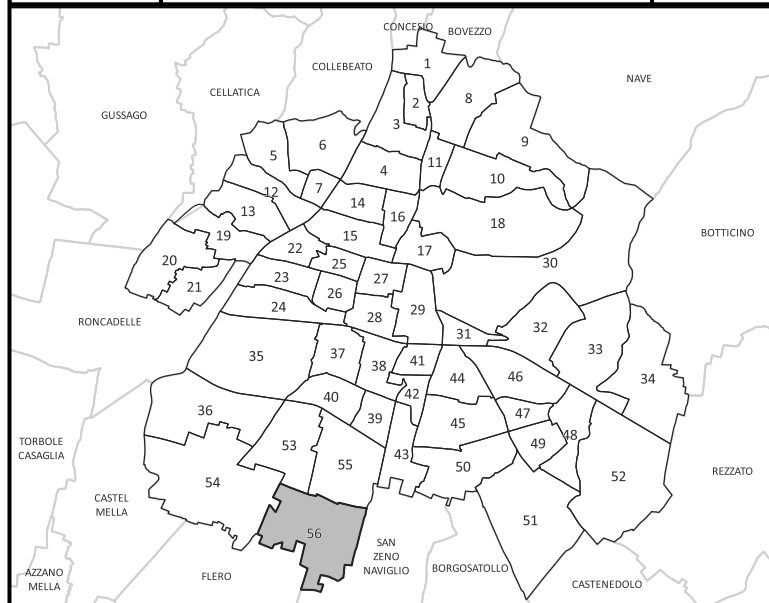 CONCESIO
BOVEZZO
1
COLLEBEATO
NAVE
CELLATICA
8
2
GUSSAGO
3
9
6
5
11
4
10
7
12
14
13
16
18
BOTTICINO
19
15
22
17
20
25
30
23
27
21
26
24
29
28
RONCADELLE
32
31
33
35
37
41
38
44
46
34
40
42
36
39
47
45
48
53
49
TORBOLE
CASAGLIA
43
55
50
REZZATO
54
52
CASTEL
MELLA
51
56
SAN
ZENO
NAVIGLIO
BORGOSATOLLO
AZZANO
MELLA
FLERO
CASTENEDOLO